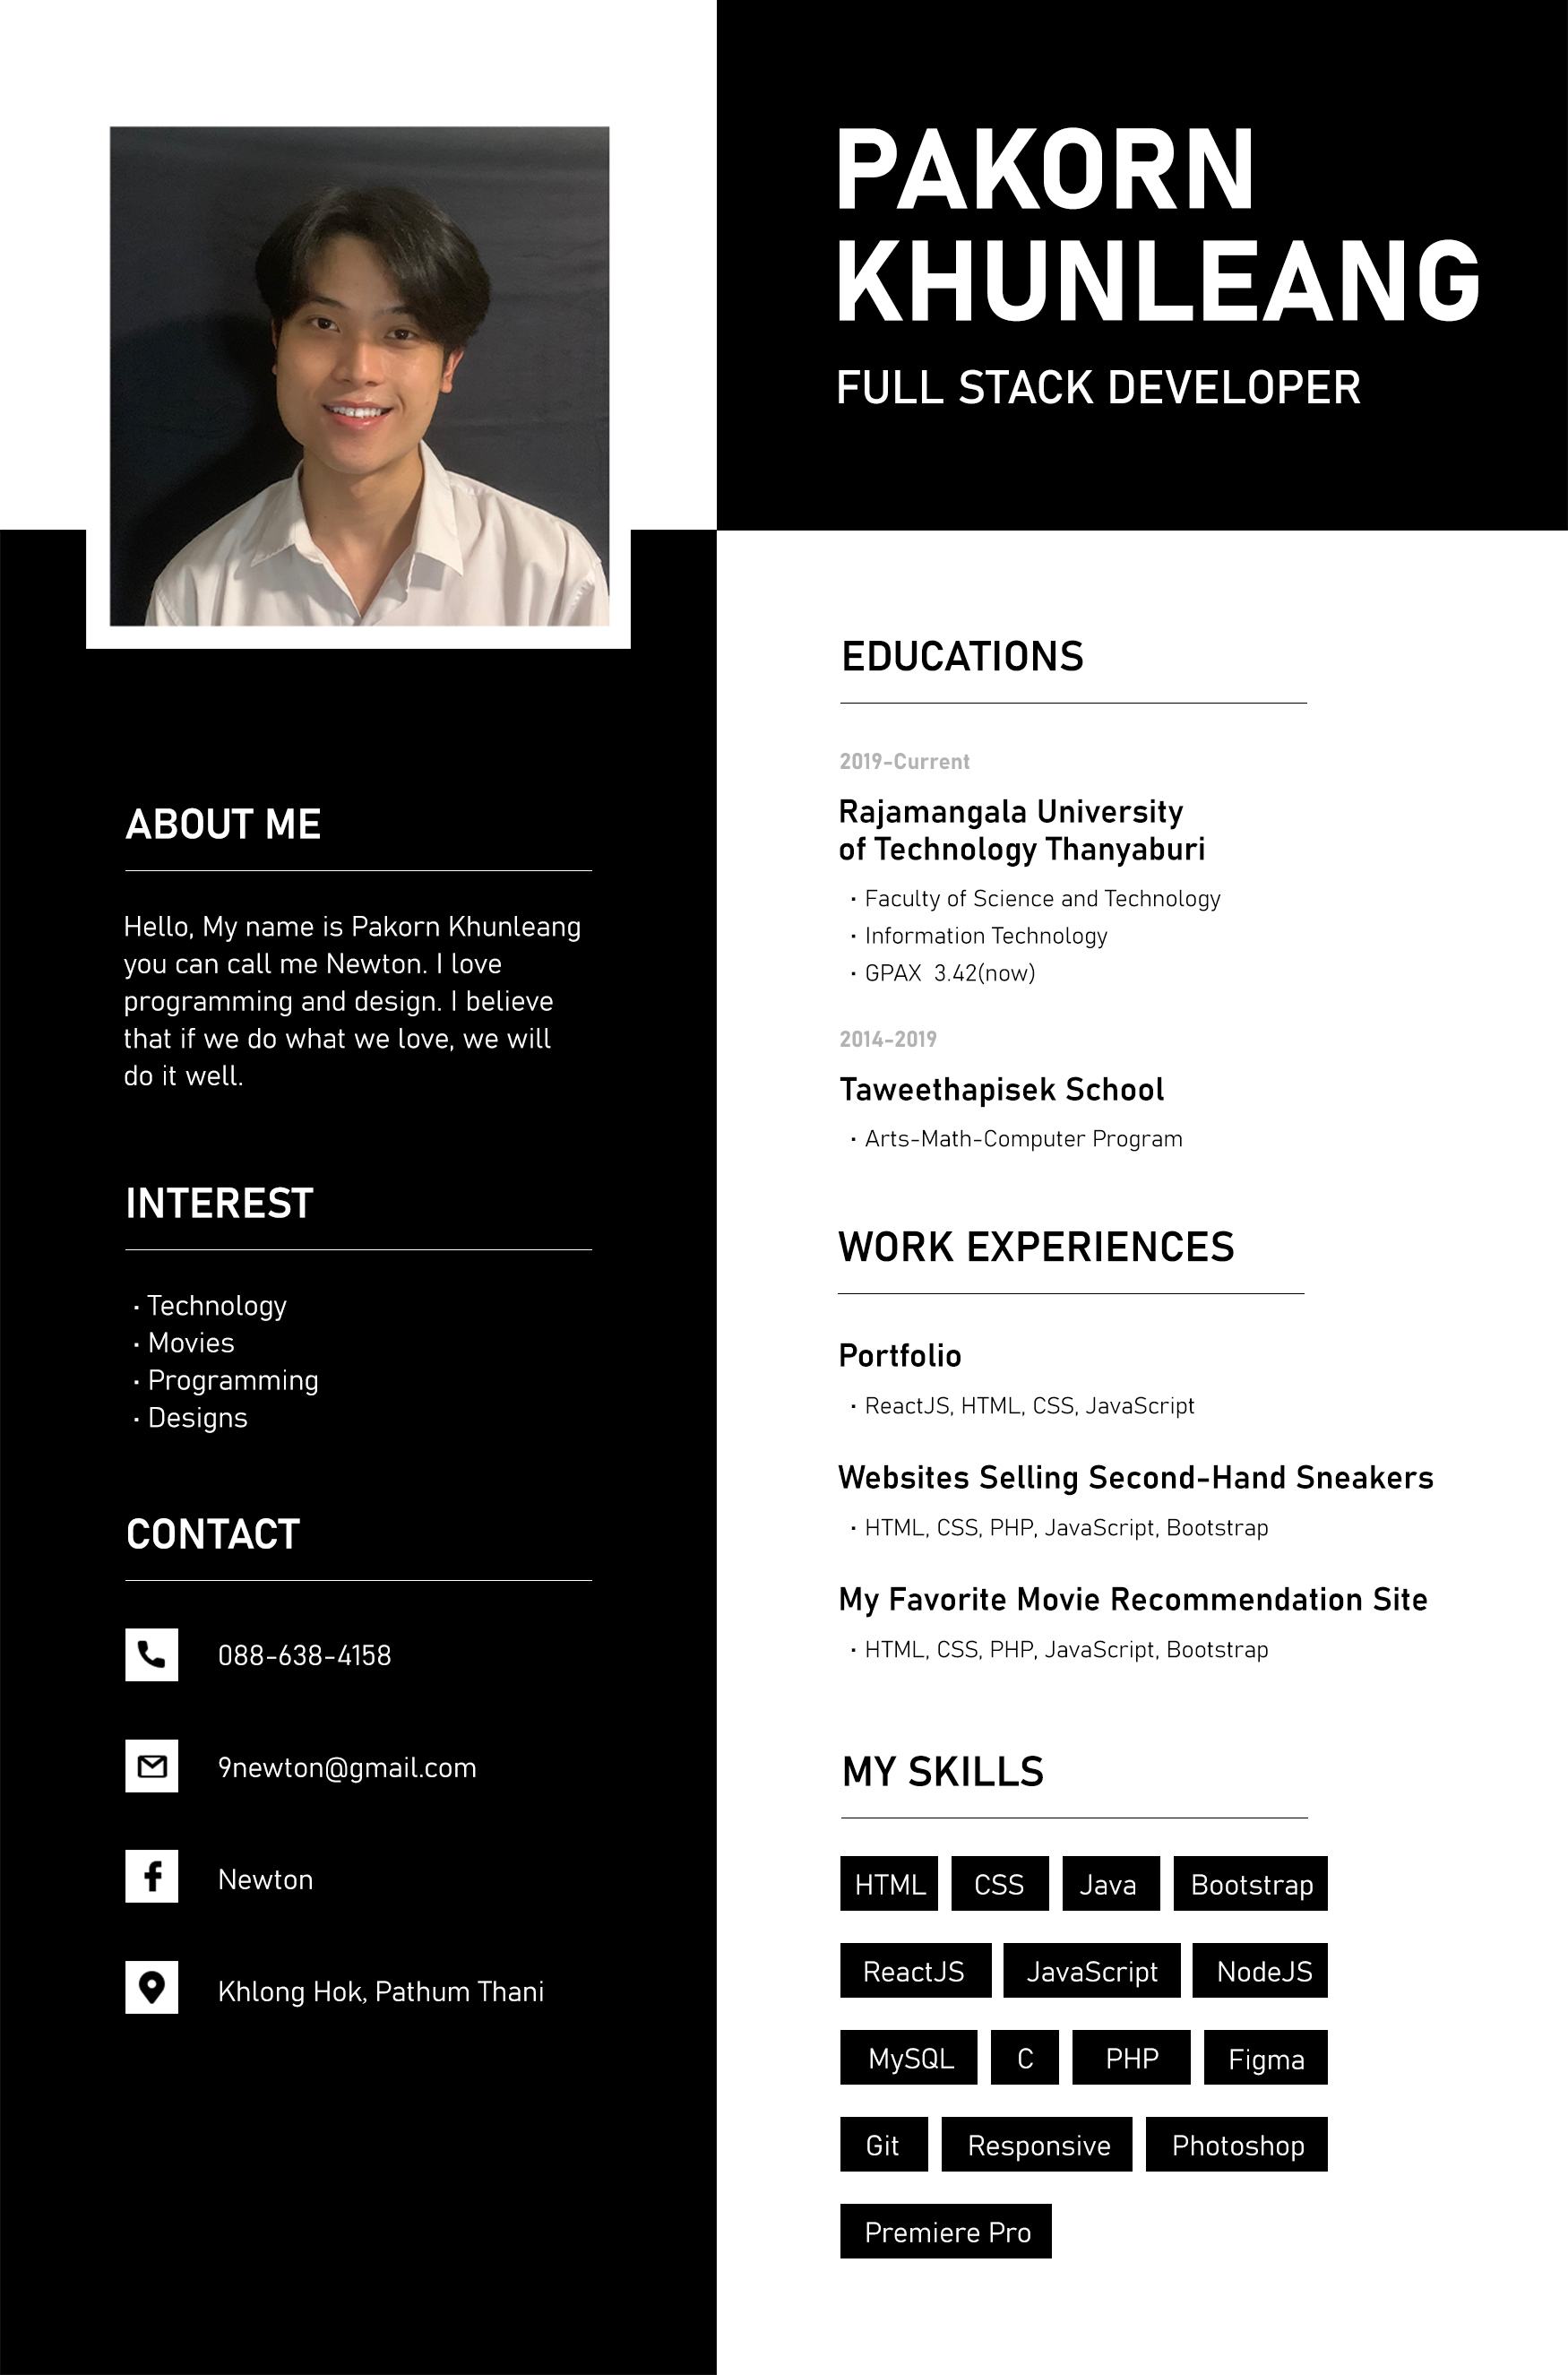 PAKORN
KHUNLEANG
FULL STACK DEVELOPER
ABOUT ME
Hello, My name is Pakorn Khunleang
you can call me Newton. I love
programming and design. I believe
that if we do what we love, we will
do it well.
INTEREST
· Technology
· Movies
· Programming
· Designs
CONTACT
088-638-4158
9newton@gmail.com
Newton
Khlong Hok, Pathum Thani
EDUCATIONS
2019-Current
Rajamangala University
of Technology Thanyaburi
· Faculty of Science and Technology
· Information Technology
· GPAX  3.42(now)
2014-2019
Taweethapisek School
· Arts-Math-Computer Program
WORK EXPERIENCES
Portfolio
· ReactJS, HTML, CSS, JavaScript
Websites Selling Second-Hand Sneakers
· HTML, CSS, PHP, JavaScript, Bootstrap
My Favorite Movie Recommendation Site
· HTML, CSS, PHP, JavaScript, Bootstrap
MY SKILLS
HTML CSS Java Bootstrap
ReactJS JavaScript NodeJS
MySQL C PHP Figma
Git Responsive Photoshop
Premiere Pro